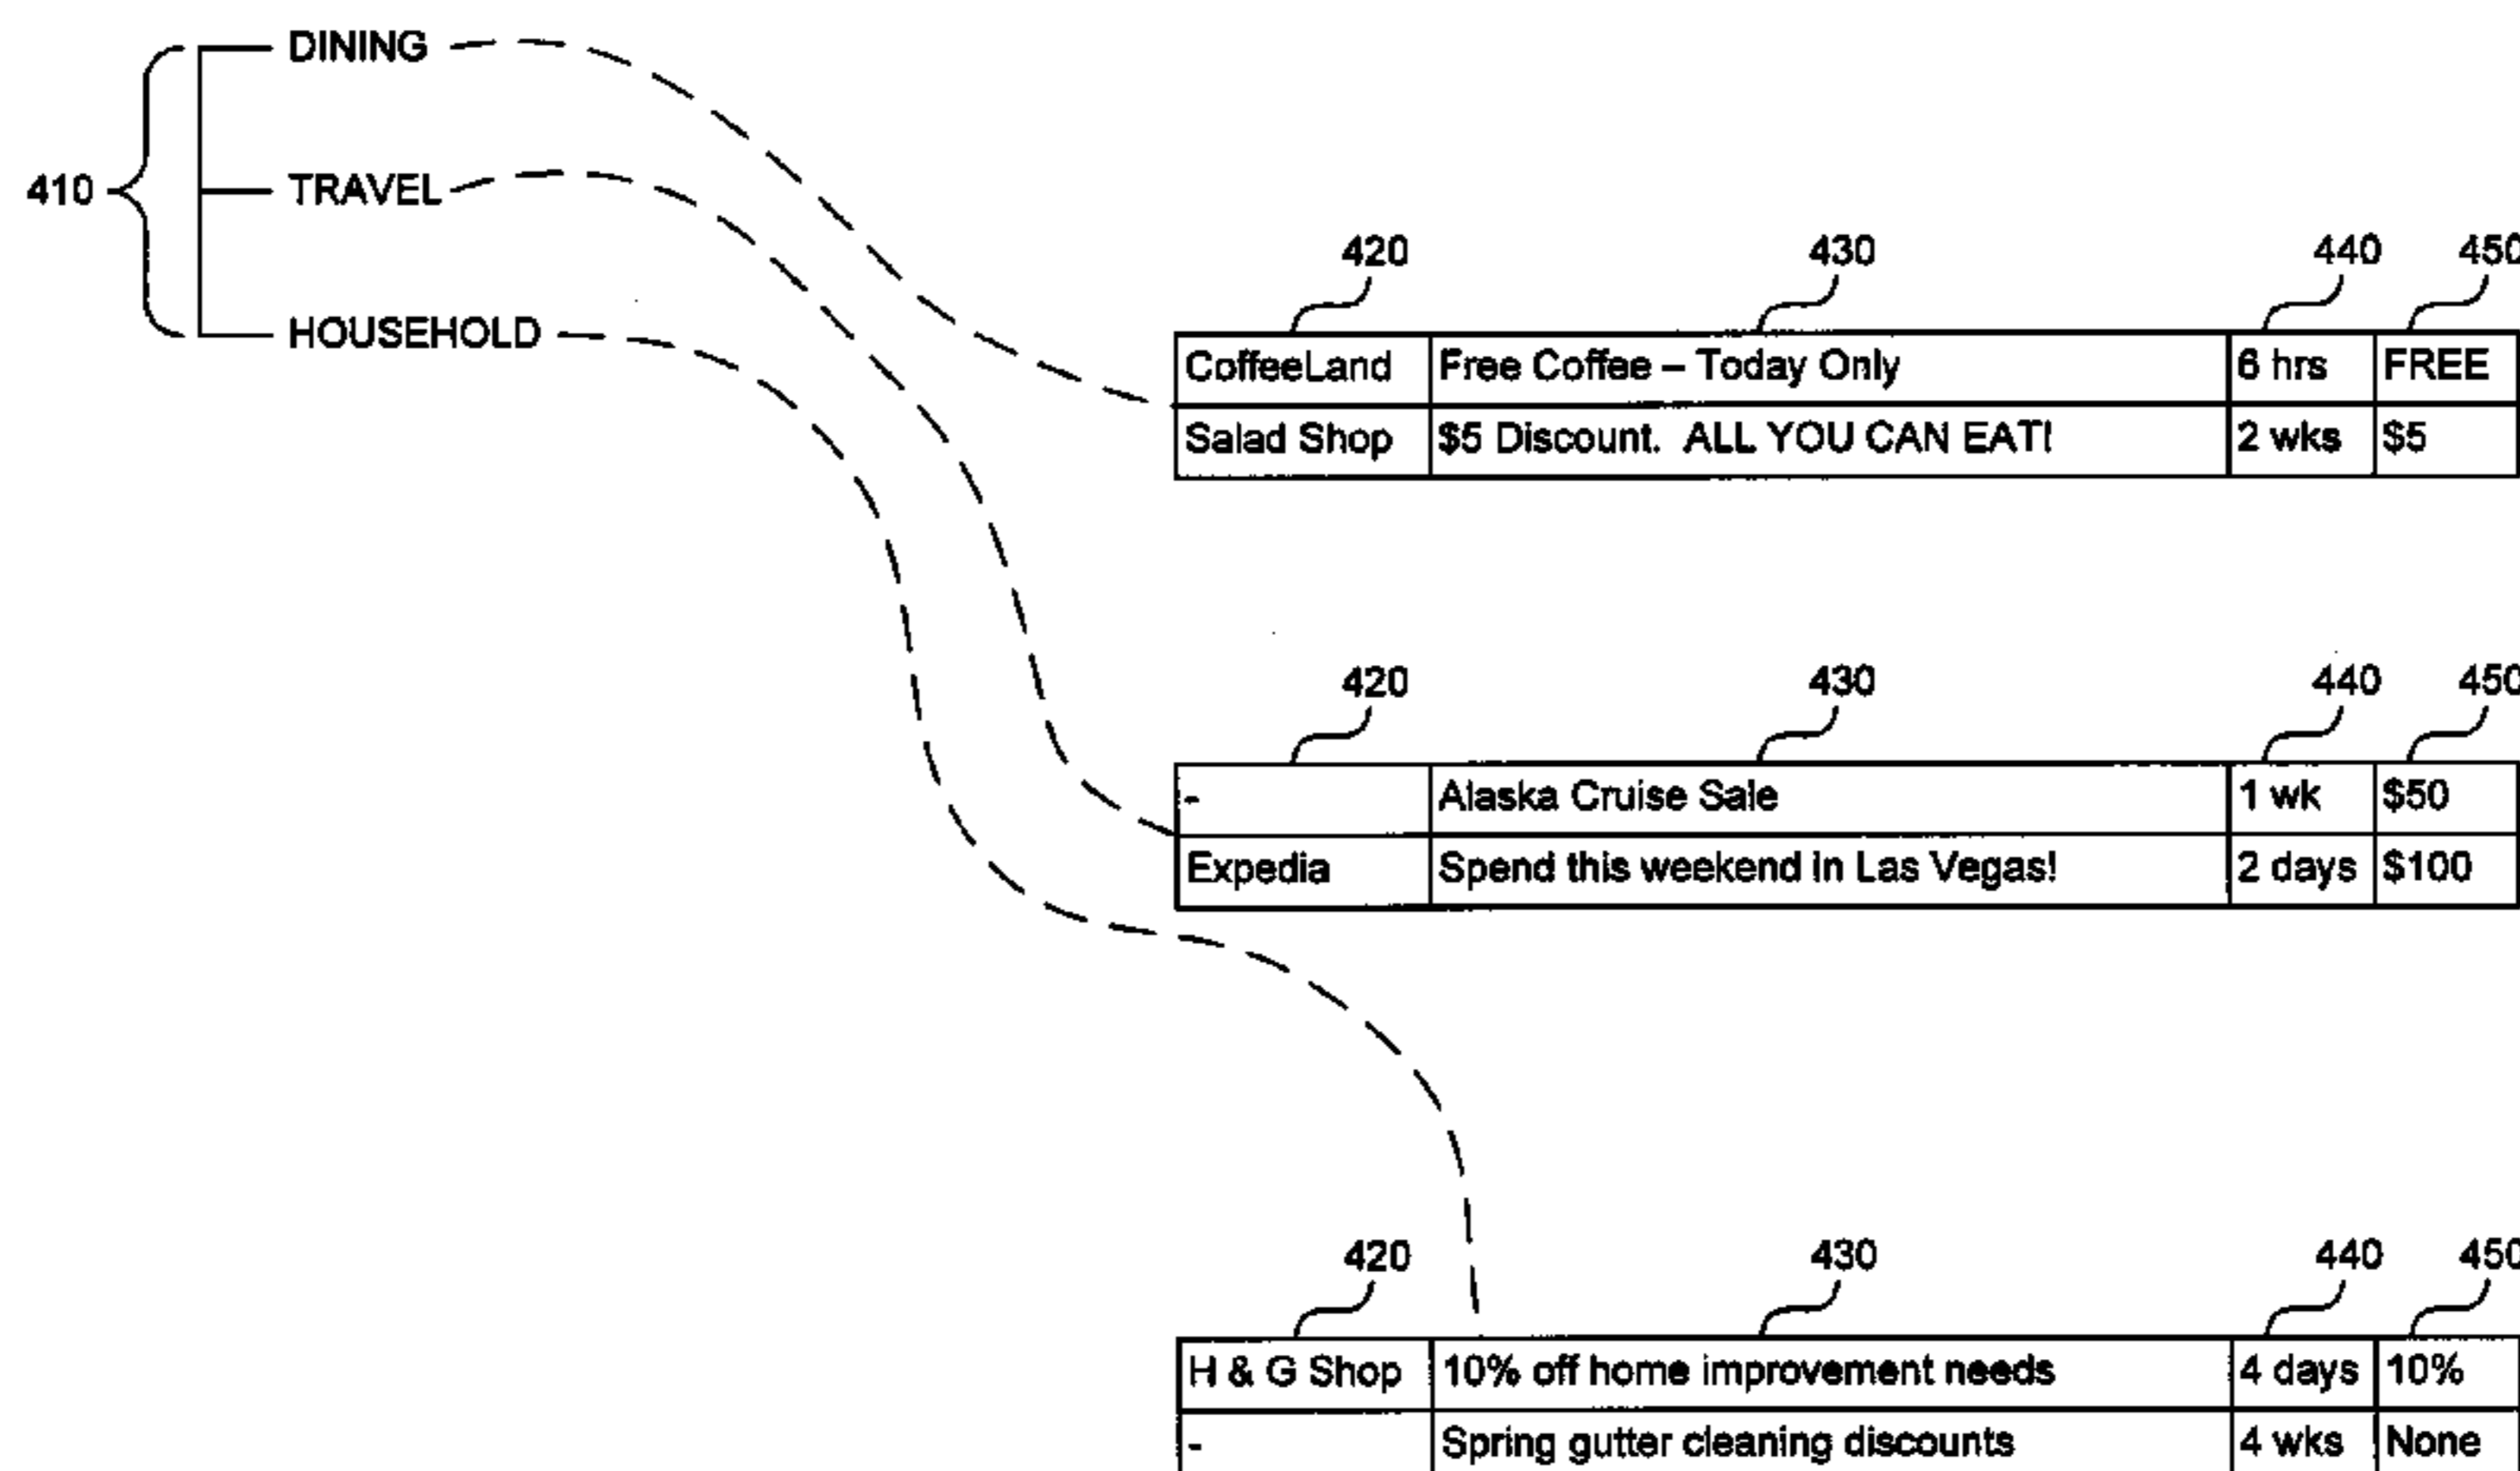 DINING
410 TRAVEL
HOUSEHOLD
420 430 440 450
CoffeeLand Free Coffee – Today Only 6 hrs FREE
Salad Shop $5 Discount. ALL YOU CAN EAT! 2 wks $5
420 430 440 450
- Alaska Cruise Sale 1 wk $50
Expedia Spend this weekend in Las Vegas! 2 days $100
420 430 440 450
H & G Shop 10% off home improvement needs 4 days 10%
- Spring gutter cleaning discounts 4 wks None